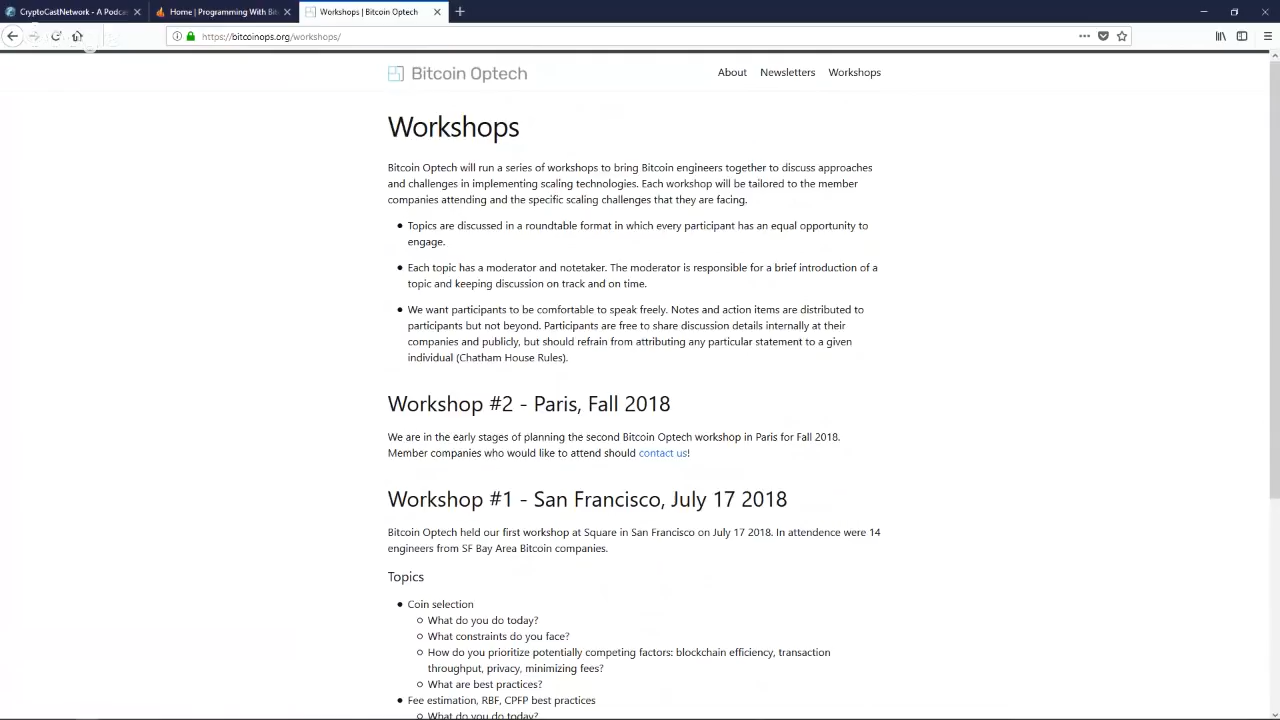 CryptoCastNetwork - A Podca
Home | Programming With Bit
Workshops | Bitcoin Optech
https://bitcoinops.org/workshops/
Bitcoin Optech
About Newsletters Workshops
Workshops
Bitcoin Optech will run a series of workshops to bring Bitcoin engineers together to discuss approaches
and challenges in implementing scaling technologies. Each workshop will be tailored to the member
companies attending and the specific scaling challenges that they are facing.
Topics are discussed in a roundtable format in which every participant has an equal opportunity to
engage.
Each topic has a moderator and notetaker. The moderator is responsible for a brief introduction of a
topic and keeping discussion on track and on time.
We want participants to be comfortable to speak freely. Notes and action items are distributed to
participants but not beyond. Participants are free to share discussion details internally at their
companies and publicly, but should refrain from attributing any particular statement to a given
individual (Chatham House Rules).
Workshop #2 - Paris, Fall 2018
We are in the early stages of planning the second Bitcoin Optech workshop in Paris for Fall 2018.
Member companies who would like to attend should contact us!
Workshop #1 - San Francisco, July 17 2018
Bitcoin Optech held our first workshop at Square in San Francisco on July 17 2018. In attendence were 14
engineers from SF Bay Area Bitcoin companies.
Topics
Coin selection
What do you do today?
What constraints do you face?
How do you prioritize potentially competing factors: blockchain efficiency, transaction
throughput, privacy, minimizing fees?
What are best practices?
Fee estimation, RBF, CPFP best practices
What do you do today?